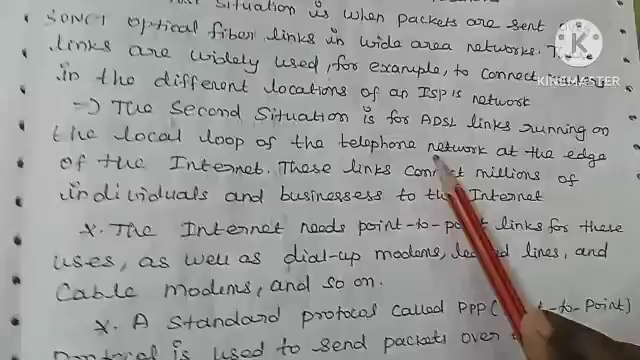 Situation is when packets are sent
SONET optical fiber links in wide area networks.
links are widely used, for example, to connect
in the different locations of an ISP is network
-) The Second Situation is for ADSL links running on
the local loop of the telephone network at the edge
of the Internet. These links connect millions of
individuals and businessess to the Internet
X. The Internet needs point-to-point links for these
uses, as well as dial-up modems, leased lines, and
Cable modems, and so on.
X. A Standard protocol called PPP( -to-Point)
Protocol is used to send packets over
K
KINEMASTER